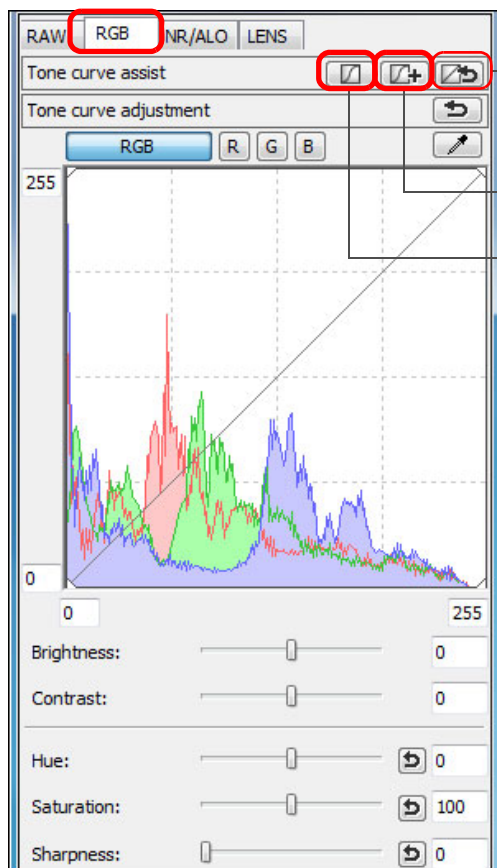 RAW RGB NR/ALO LENS
Tone curve assist
Tone curve adjustment
RGB R G B
255
0
0 255
Brightness: 0
Contrast: 0
Hue: 0
Saturation: 100
Sharpness: 0